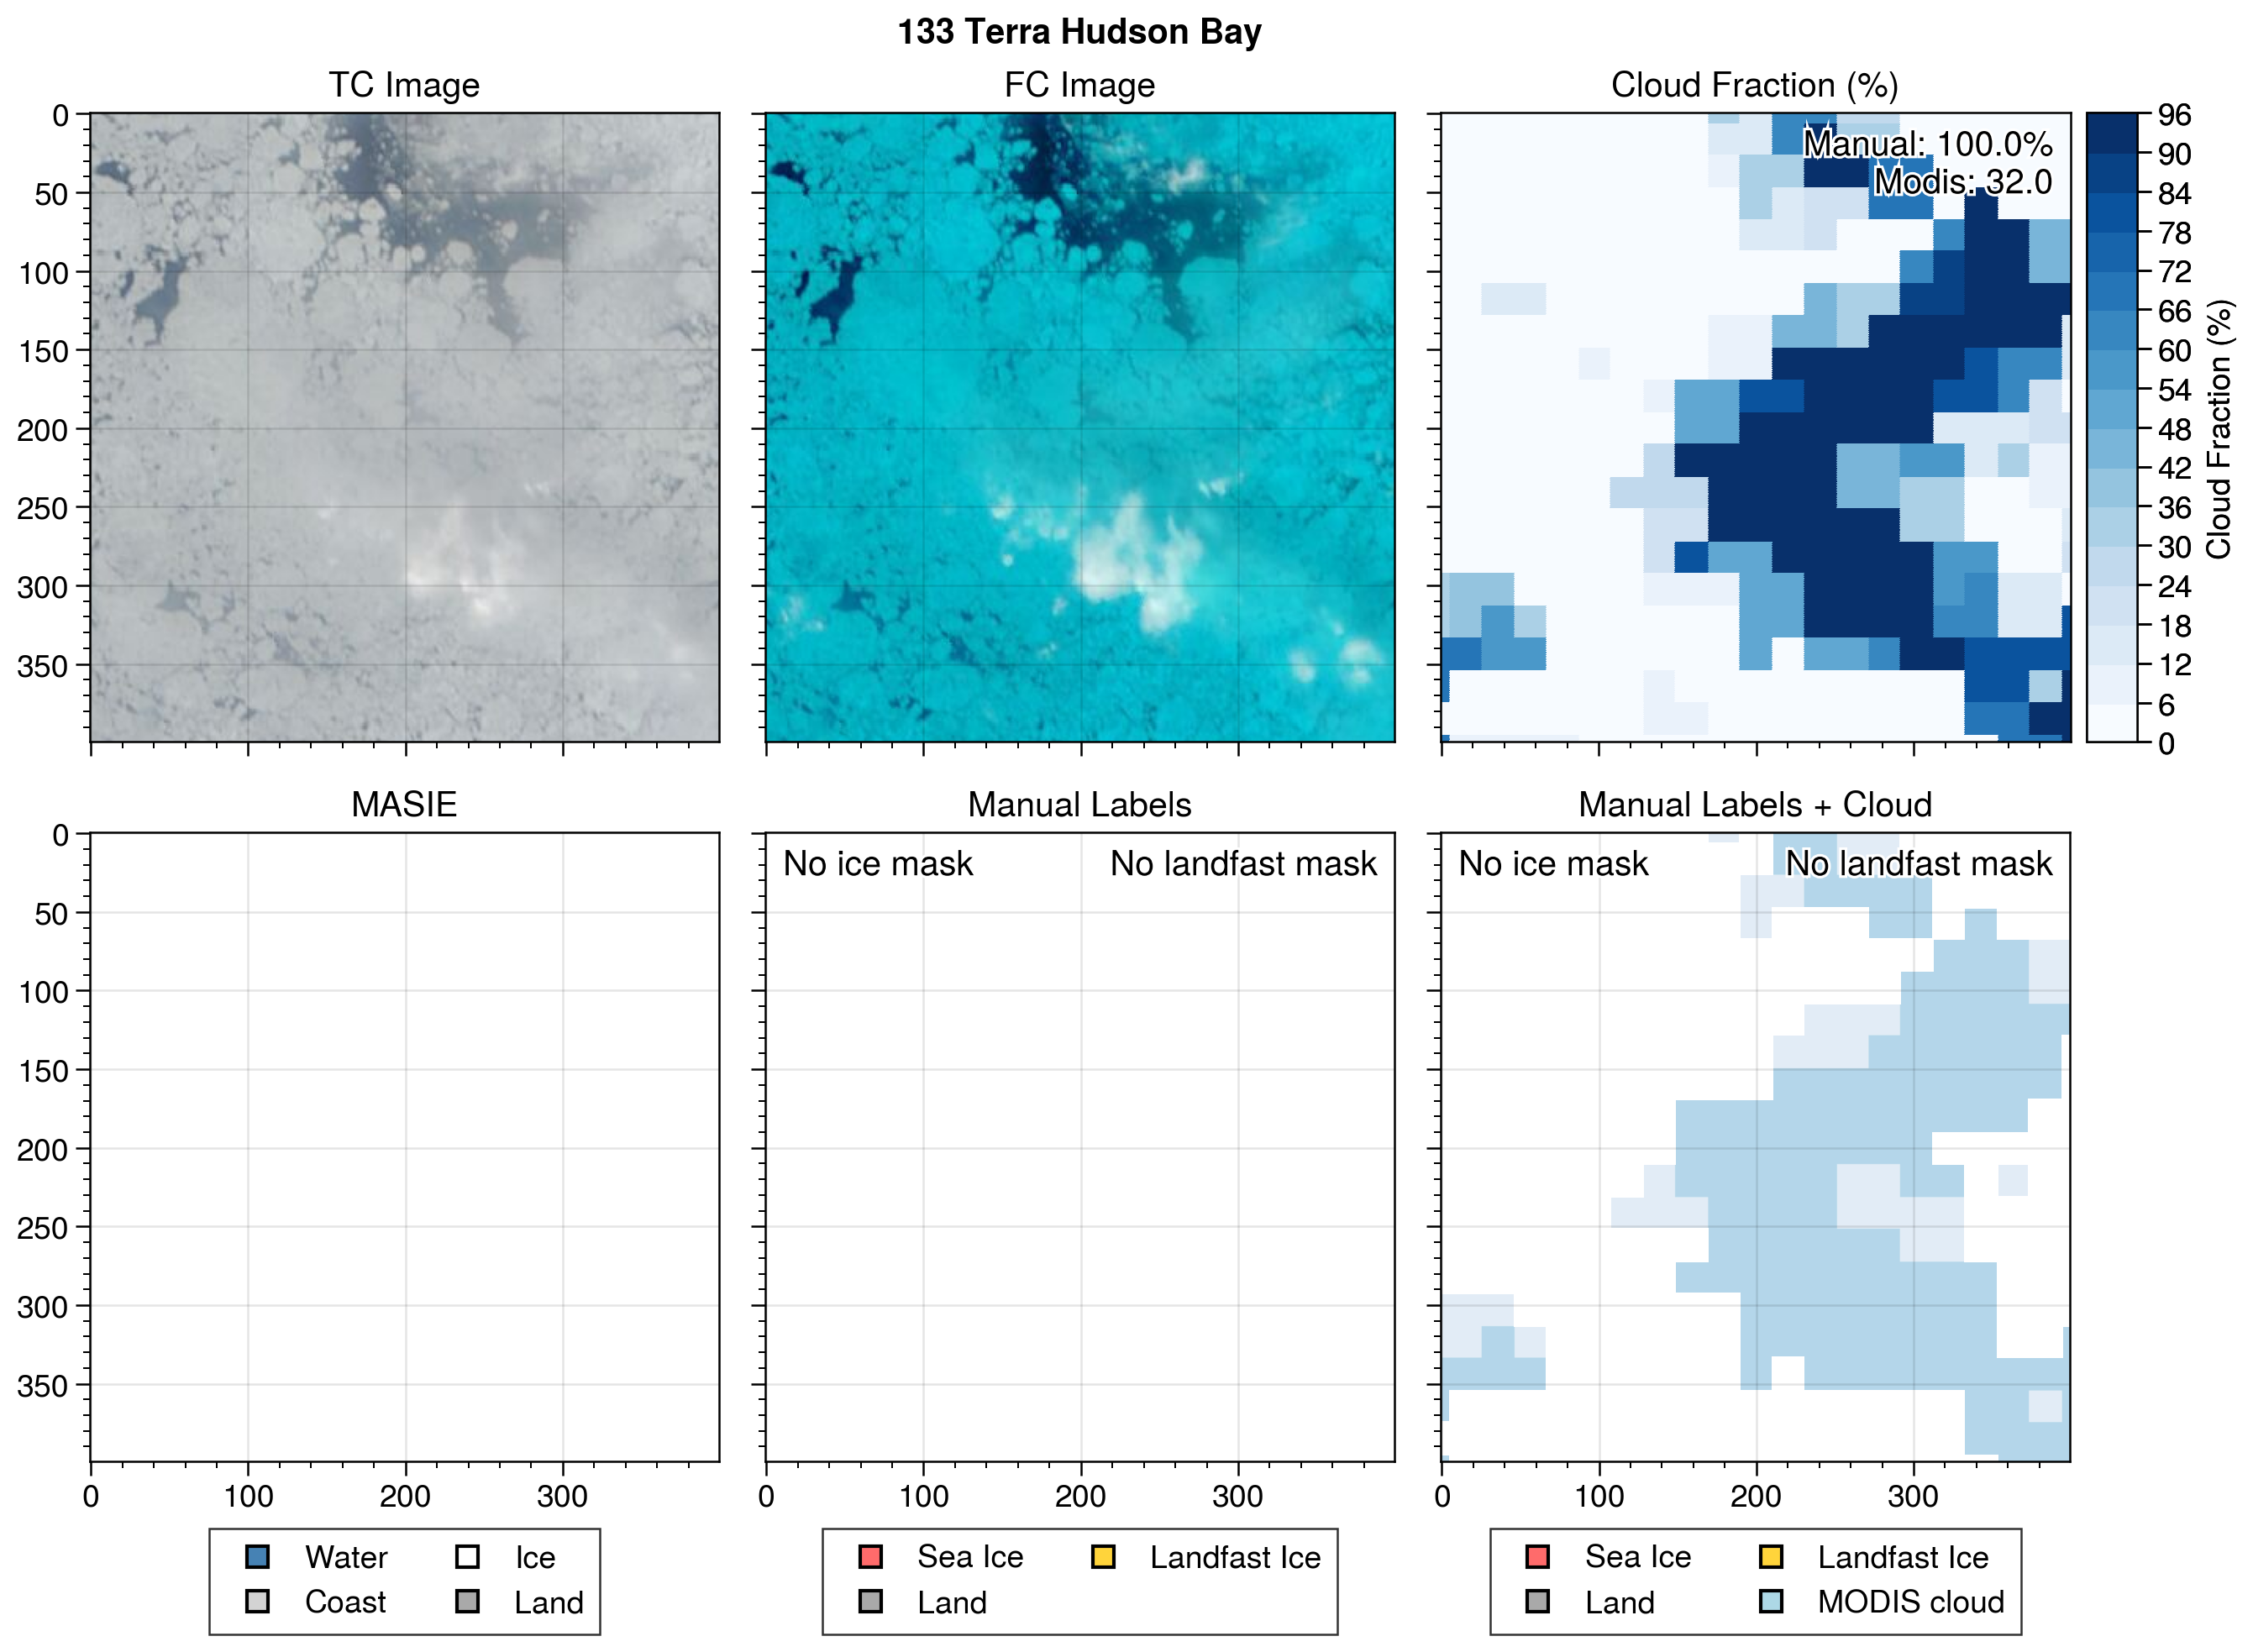 133 Terra Hudson Bay
TC Image
FC Image
Cloud Fraction (%)
0
50
100
150
200
250
300
350
Manual: 100.0%
Modis: 32.0
96
90
84
78
72
66
60
54
48
42
36
30
24
18
12
6
0
Cloud Fraction (%)
MASIE
Manual Labels
Manual Labels + Cloud
0
50
100
150
200
250
300
350
No ice mask
No landfast mask
No ice mask
No landfast mask
0 100 200 300
0 100 200 300
0 100 200 300
Water
Ice
Coast
Land
Sea Ice
Landfast Ice
Land
Sea Ice
Landfast Ice
Land
MODIS cloud